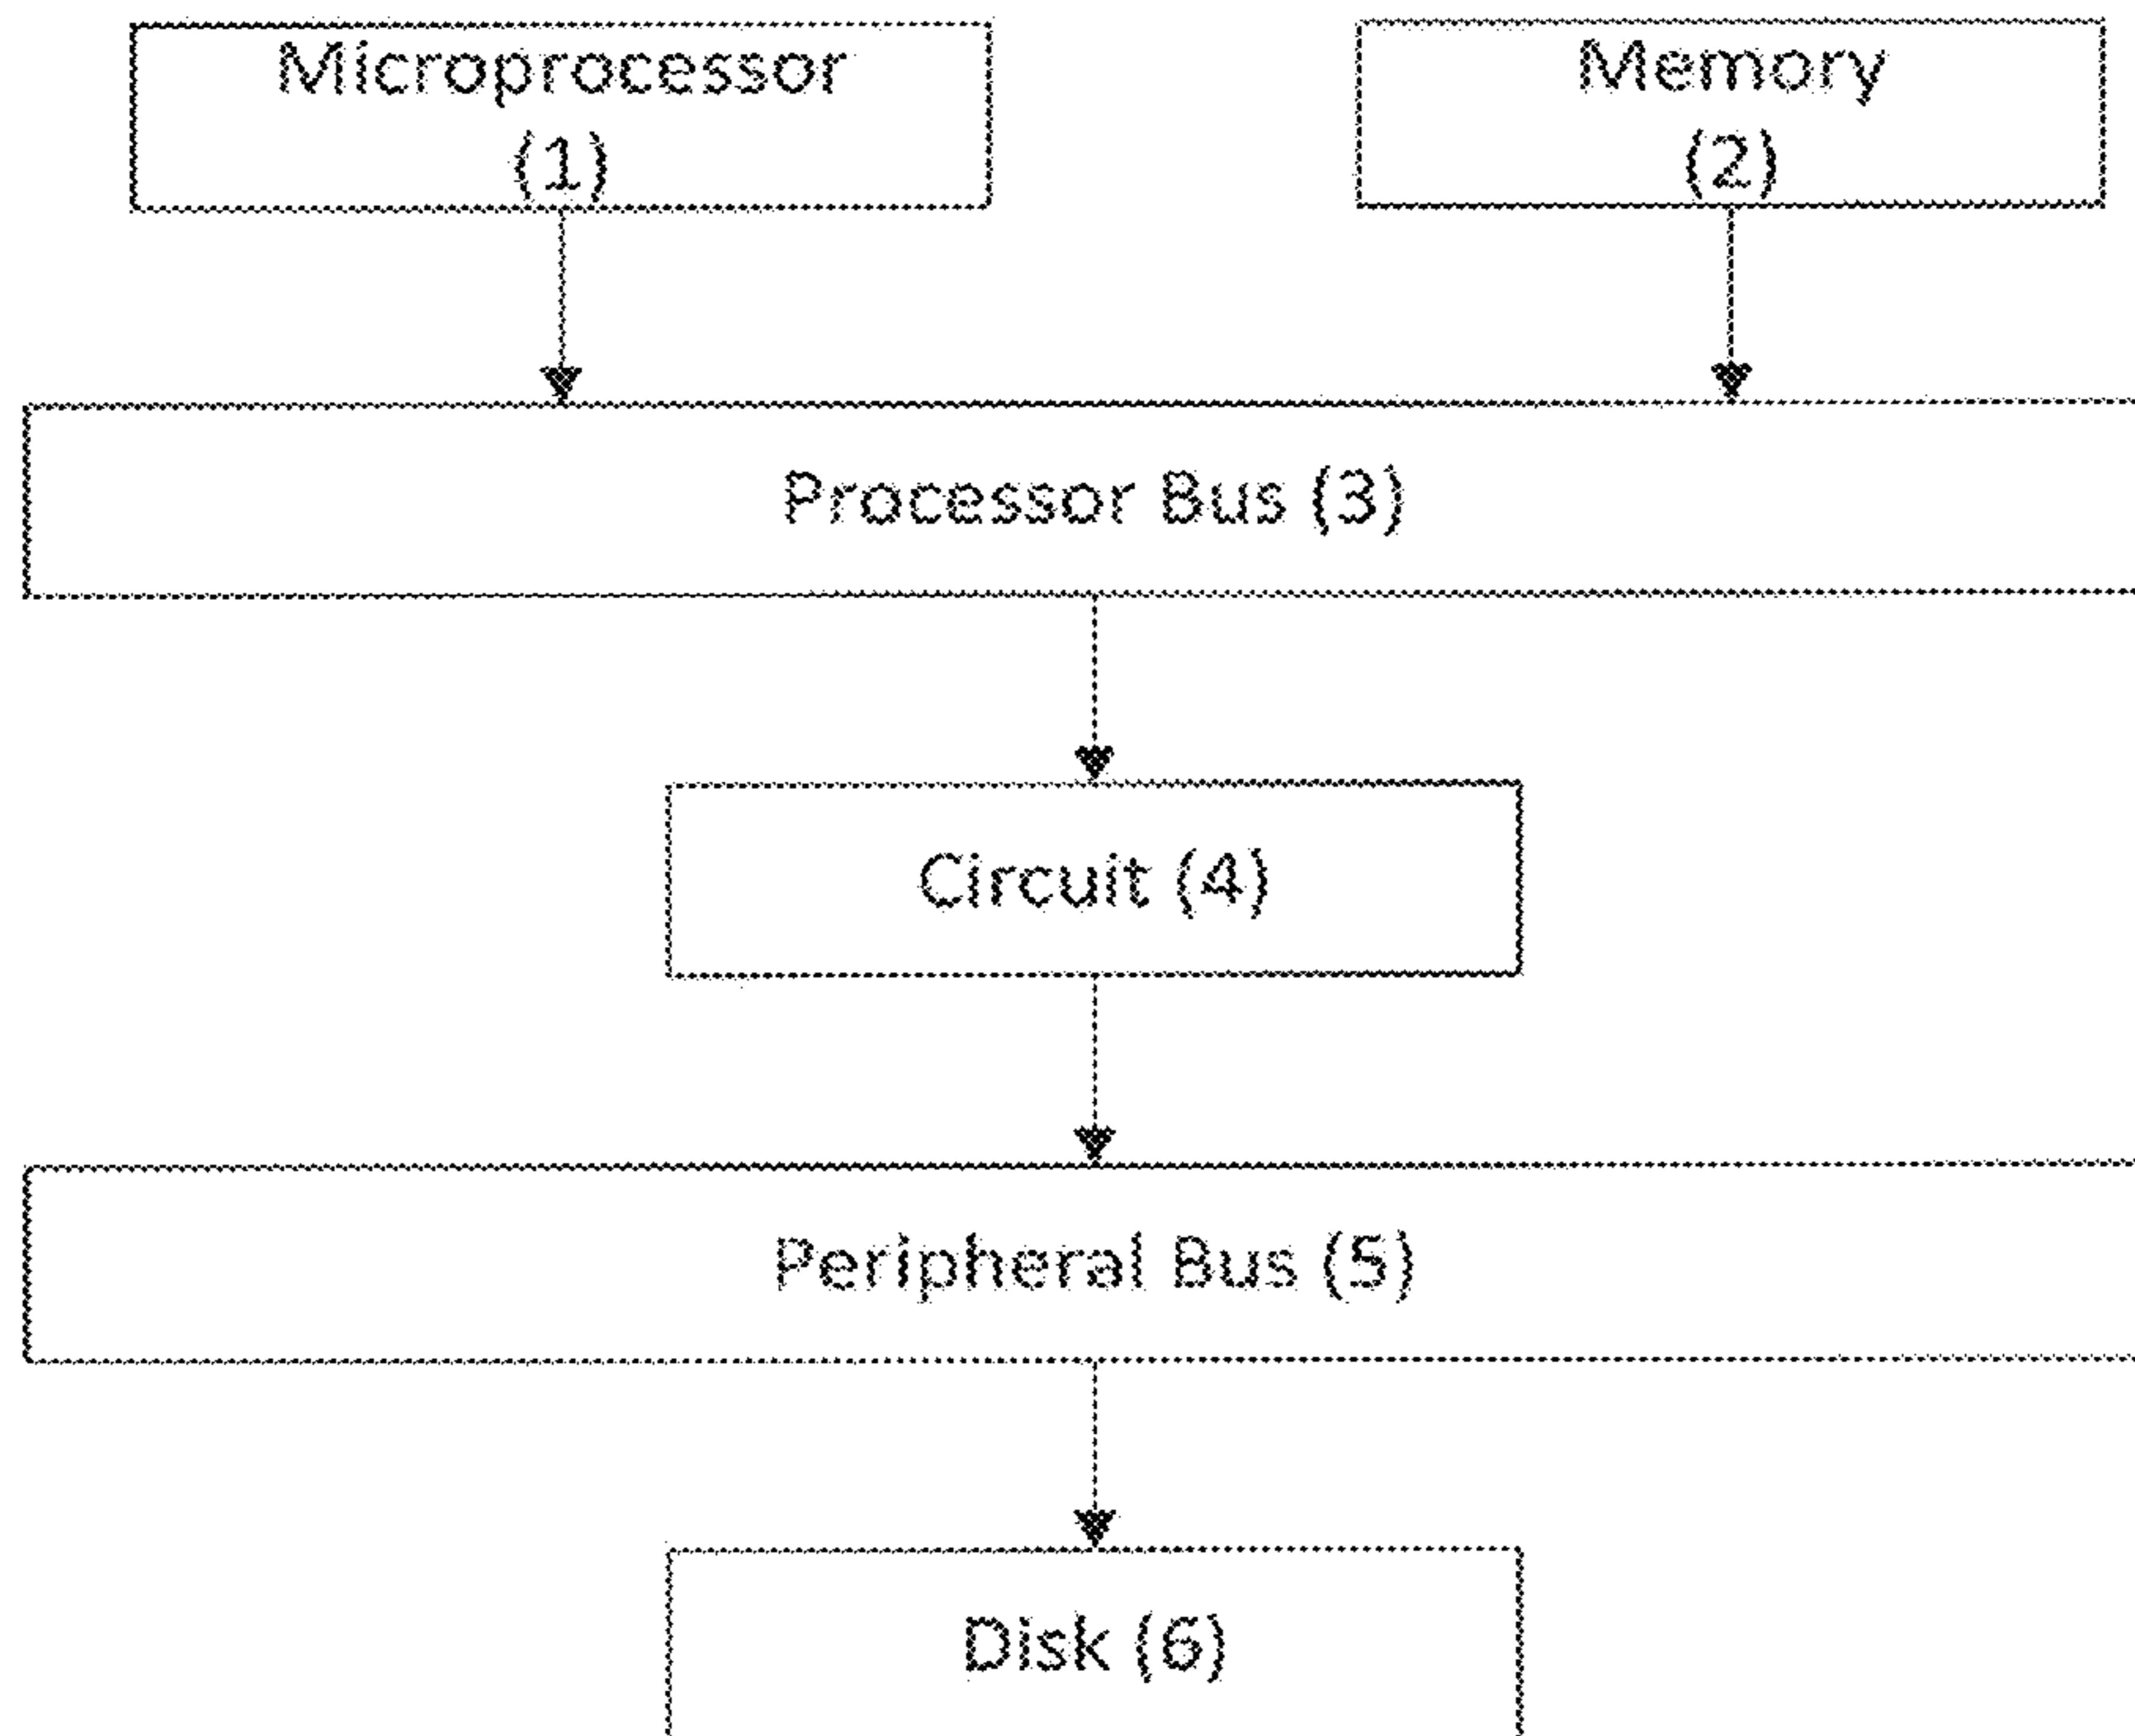 Microprocessor
(1)
Memory
(2)
Processor Bus (3)
Circuit (4)
Peripheral Bus (5)
Disk (6)